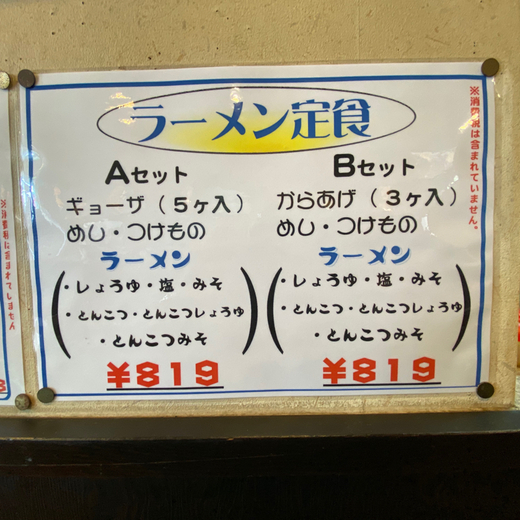 ラーメン定食
※消費税は含まれていません。
Aセット
ギョーザ(5ヶ入)
めし・つけもの
ラーメン
・しょうゆ・塩・みそ
・とんこつ・とんこつしょうゆ
・とんこつみそ
¥819
Bセット
からあげ(3ヶ入)
めし・つけもの
ラーメン
・しょうゆ・塩・みそ
・とんこつ・とんこつしょうゆ
・とんこつみそ
¥819